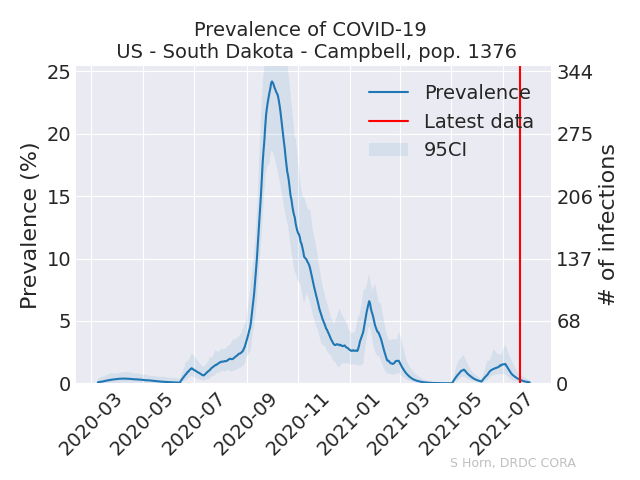 Prevalence of COVID-19
US - South Dakota - Campbell, pop. 1376
25
20
15
10
5
0
Prevalence (%)
344
275
206
137
68
0
# of infections
Prevalence
Latest data
95CI
2020-03
2020-05
2020-07
2020-09
2020-11
2021-01
2021-03
2021-05
2021-07
S Horn, DRDC CORA